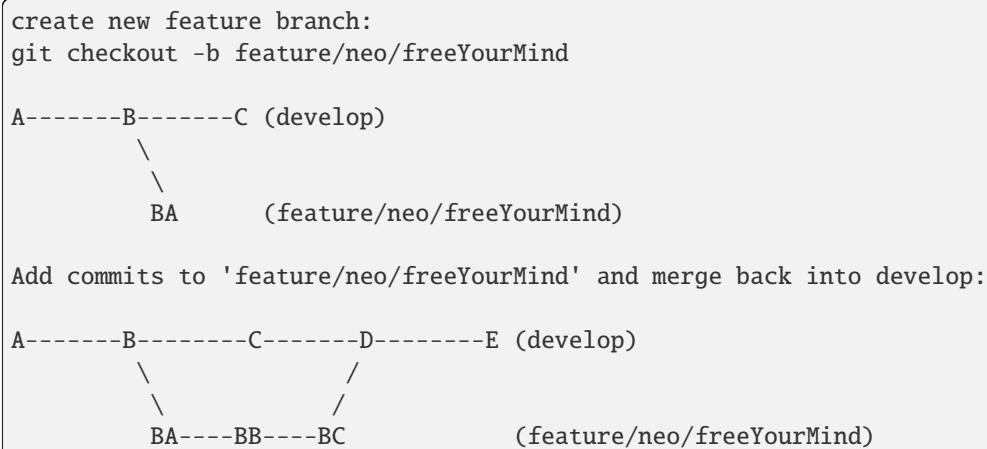 create new feature branch:
git checkout -b feature/neo/freeYourMind

A-------B-------C (develop)
         \
          \
          BA      (feature/neo/freeYourMind)

Add commits to 'feature/neo/freeYourMind' and merge back into develop:

A-------B--------C-------D--------E (develop)
         \              /
          \            /
          BA----BB----BC            (feature/neo/freeYourMind)